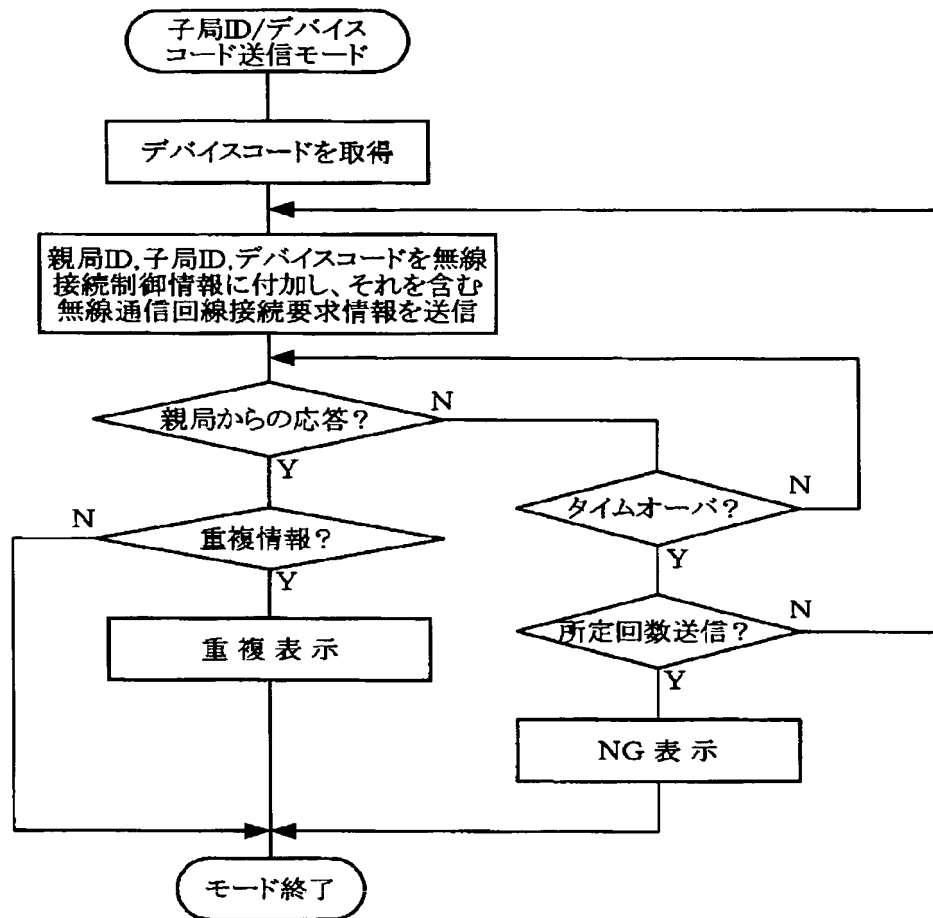 子局ID/デバイス
コード送信モード
デバイスコードを取得
親局ID,子局ID,デバイスコードを無線
接続制御情報に付加し、それを含む
無線通信回線接続要求情報を送信
親局からの応答?
N
Y
タイムオーバ?
N
Y
重複情報?
N
Y
所定回数送信?
N
Y
重複表示
NG表示
モード終了